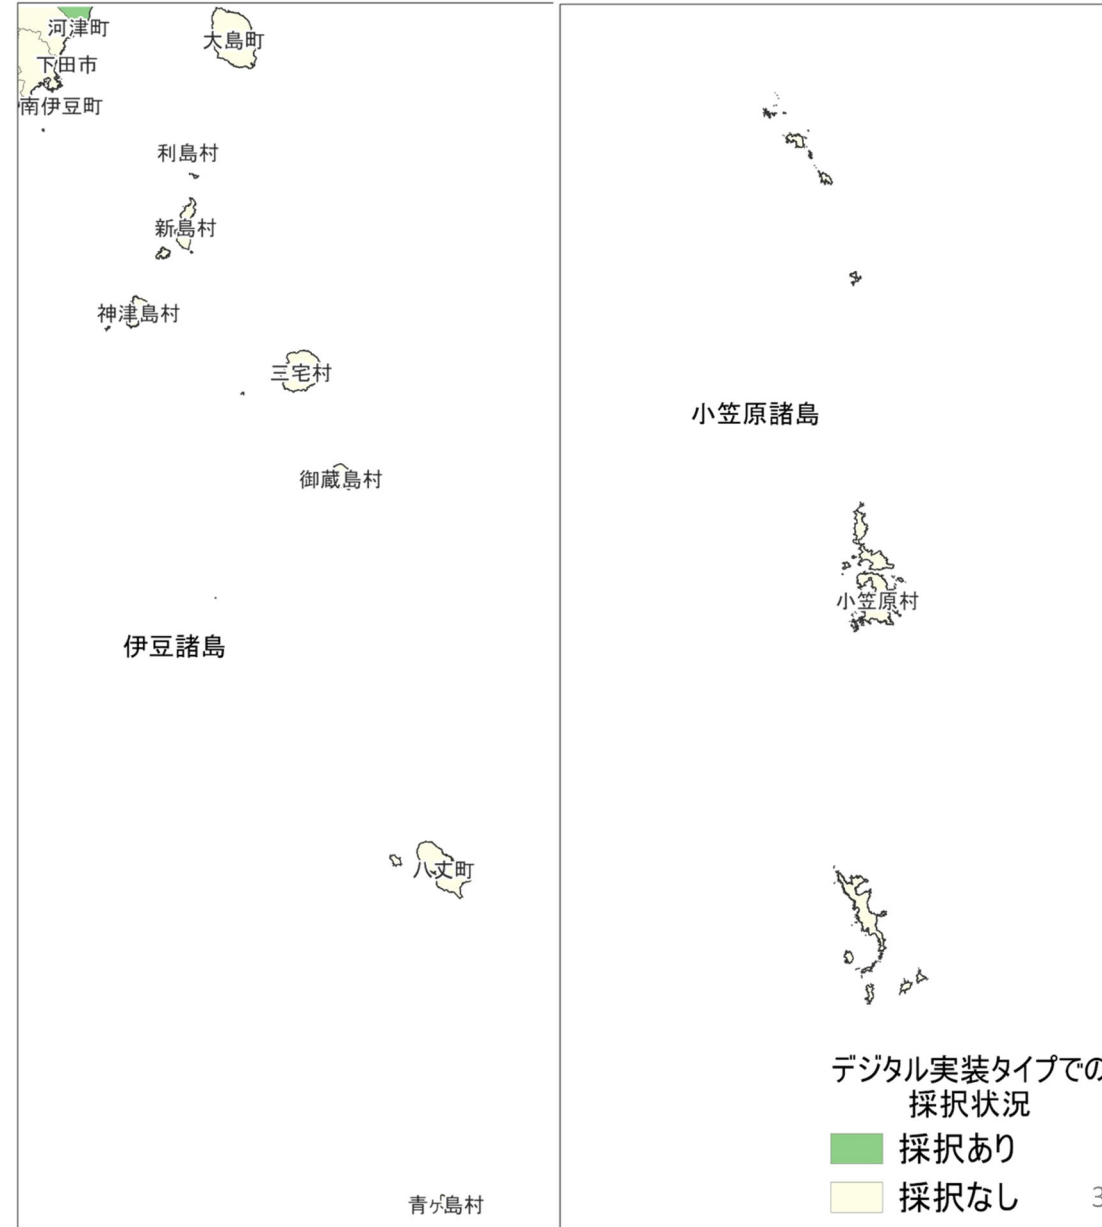 河津町
大島町
下田市
南伊豆町
利島村
新島村
神津島村
三宅村
御蔵島村
伊豆諸島
八丈町
青ヶ島村
小笠原諸島
小笠原村
デジタル実装タイプでの
採択状況
採択あり
採択なし
3